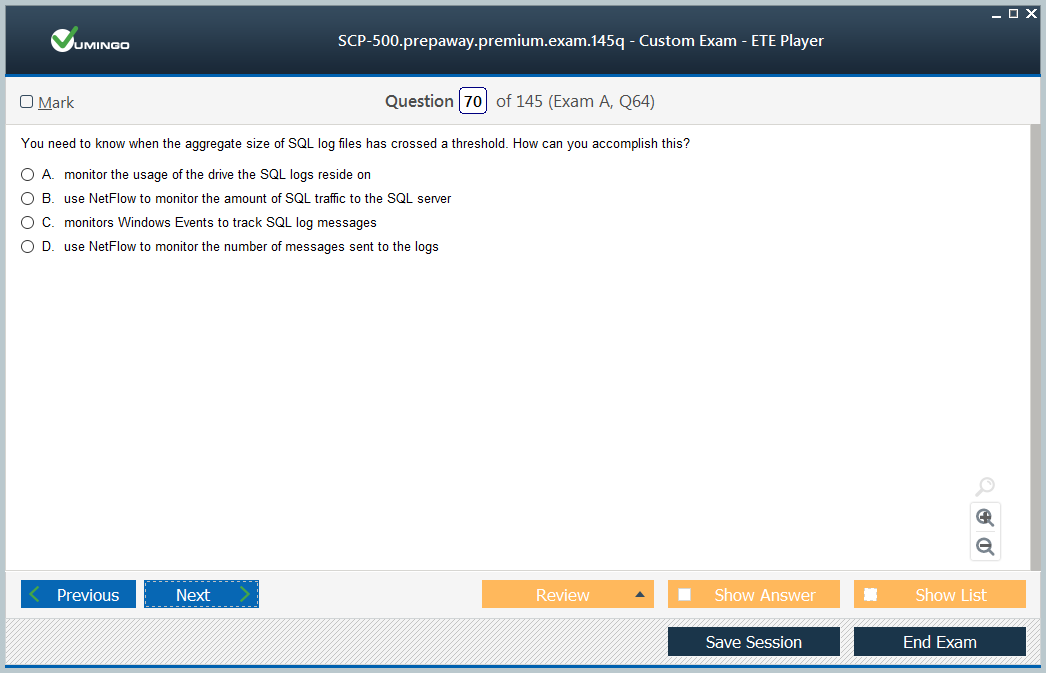 VUMINGO
SCP-500.prepaway.premium.exam.145q - Custom Exam - ETE Player
Mark
Question 70 of 145 (Exam A, Q64)
You need to know when the aggregate size of SQL log files has crossed a threshold. How can you accomplish this?
A. monitor the usage of the drive the SQL logs reside on
B. use NetFlow to monitor the amount of SQL traffic to the SQL server
C. monitors Windows Events to track SQL log messages
D. use NetFlow to monitor the number of messages sent to the logs
Previous Next Review Show Answer Show List
Save Session End Exam